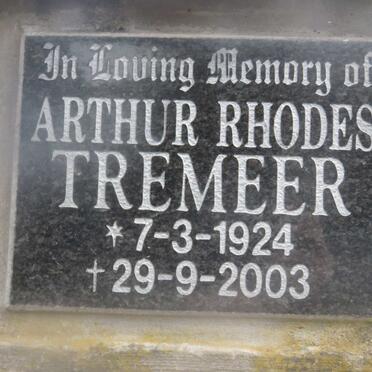 In Loving Memory of
ARTHUR RHODES
TREMEER
* 7-3-1924
† 29-9-2003